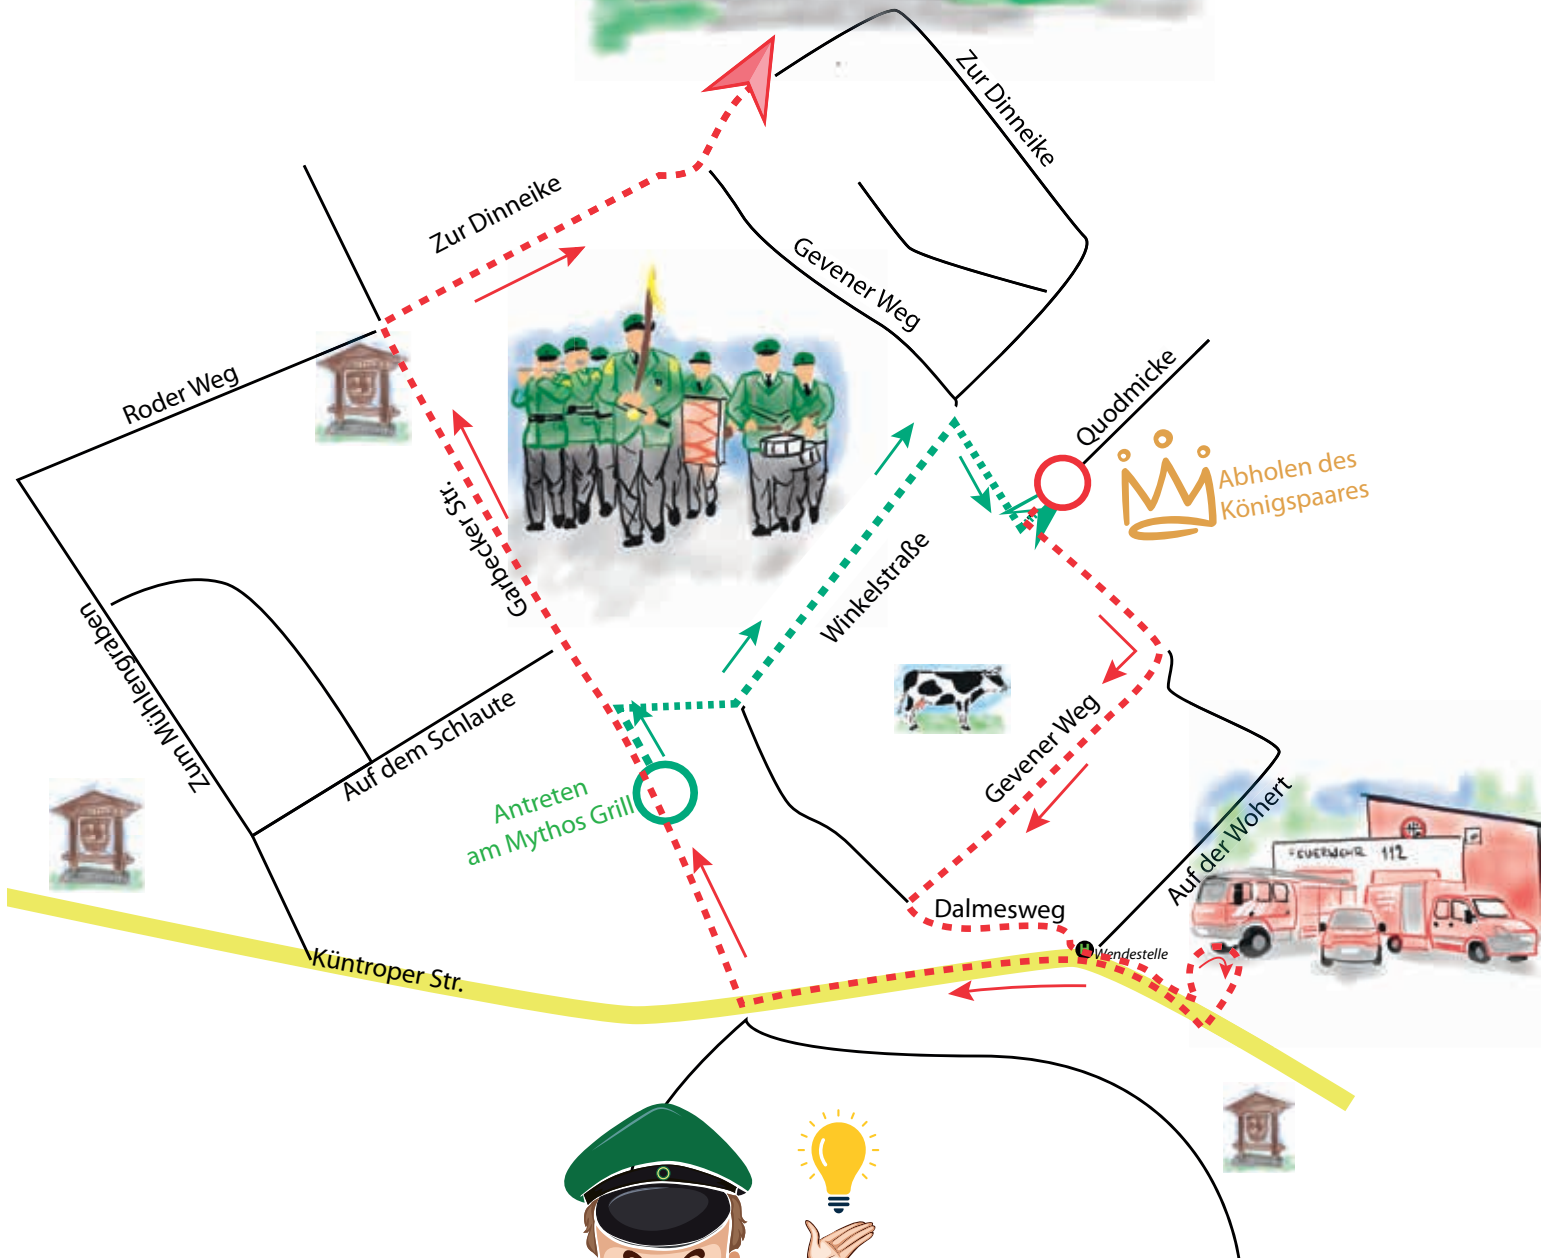 Zur Dinneike
Zur Dinneike
Gevener Weg
Roder Weg
Quodmicke
Abholen des
Königspaares
Garbecker Str.
Winkelstraße
Zum Mühlengraben
Auf dem Schlaute
Gevener Weg
Antreten
am Mythos Grill
Auf der Wohert
FEUERWEHR 112
Dalmesweg
H
Wendestelle
Küntroper Str.